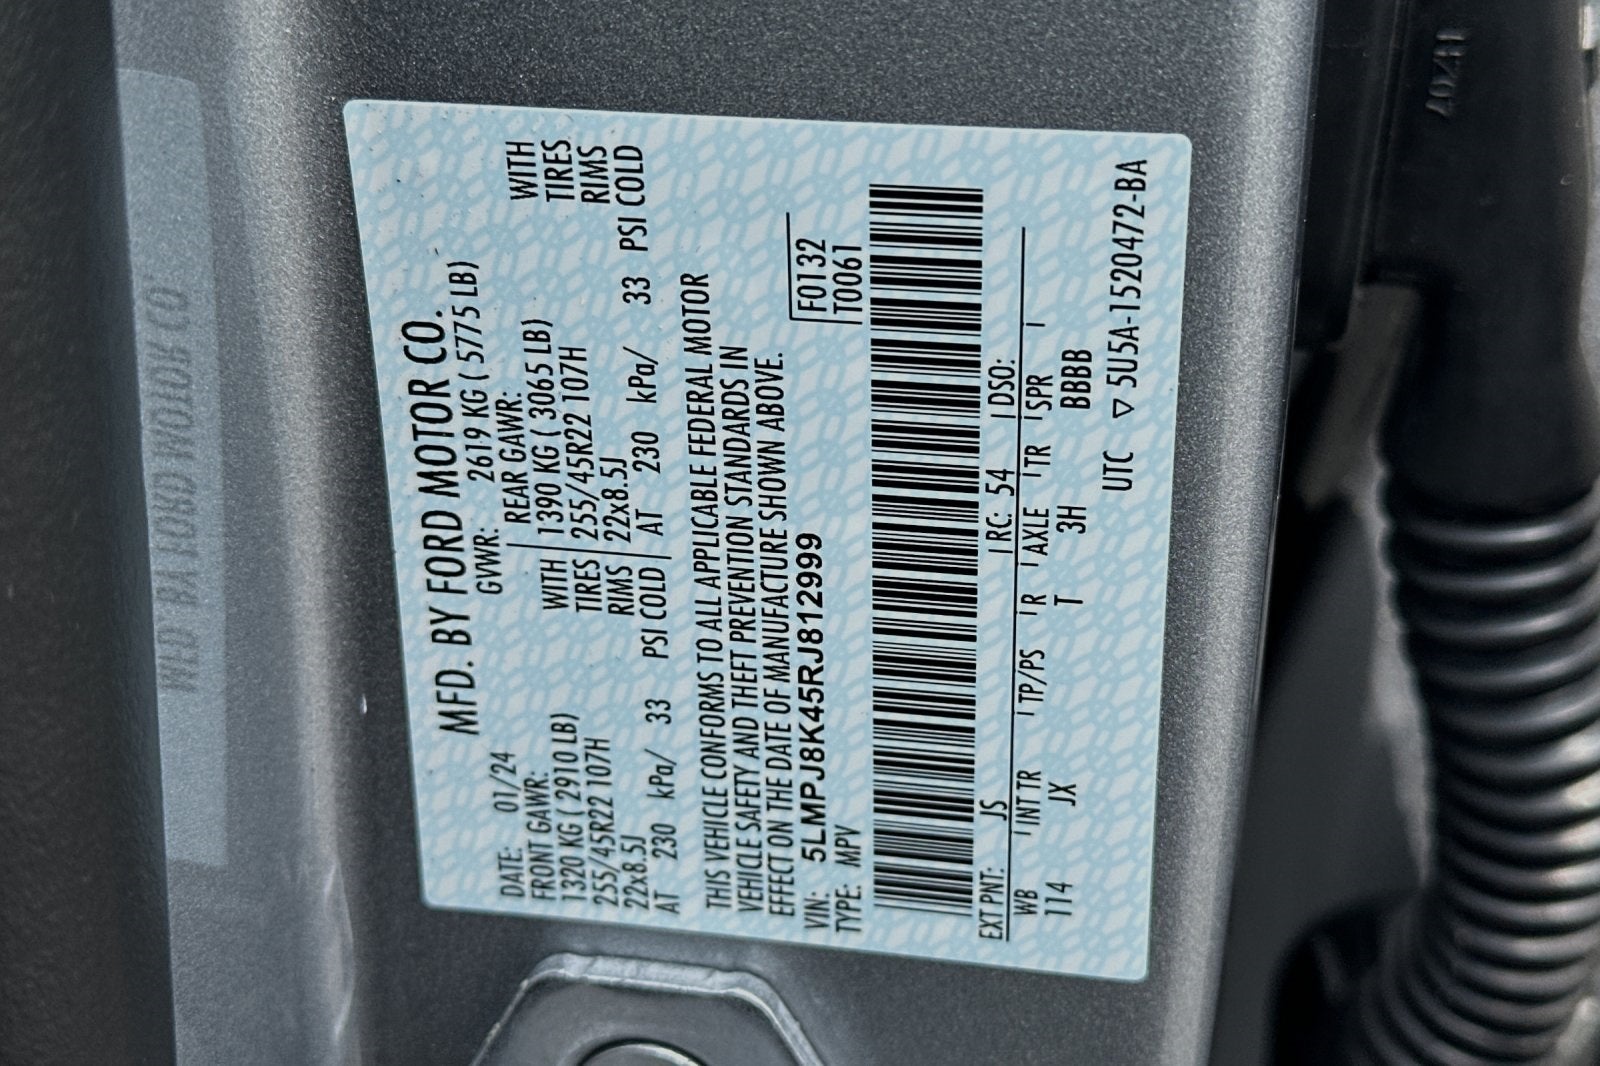 MFD. BY FORD MOTOR CO.
DATE: 01/24 GVWR: 2619 KG ( 5775 LB)
FRONT GAWR: REAR GAWR:
1320 KG ( 2910 LB) WITH 1390 KG ( 3065 LB) WITH
255/45R22 107H TIRES 255/45R22 107H TIRES
22x8.5J RIMS 22x8.5J RIMS
AT 230 kPa/ 33 PSI COLD AT 230 kPa/ 33 PSI COLD
THIS VEHICLE CONFORMS TO ALL APPLICABLE FEDERAL MOTOR
VEHICLE SAFETY AND THEFT PREVENTION STANDARDS IN
EFFECT ON THE DATE OF MANUFACTURE SHOWN ABOVE.
VIN: 5LMPJ8K45RJ812999 F0132
TYPE: MPV T0061
EXT PNT: JS RC: 54 DSO:
WB INT TR TP/PS R AXLE TR SPR
114 JX T 3H BBBB
UTC ▽ 5U5A-1520472-BA